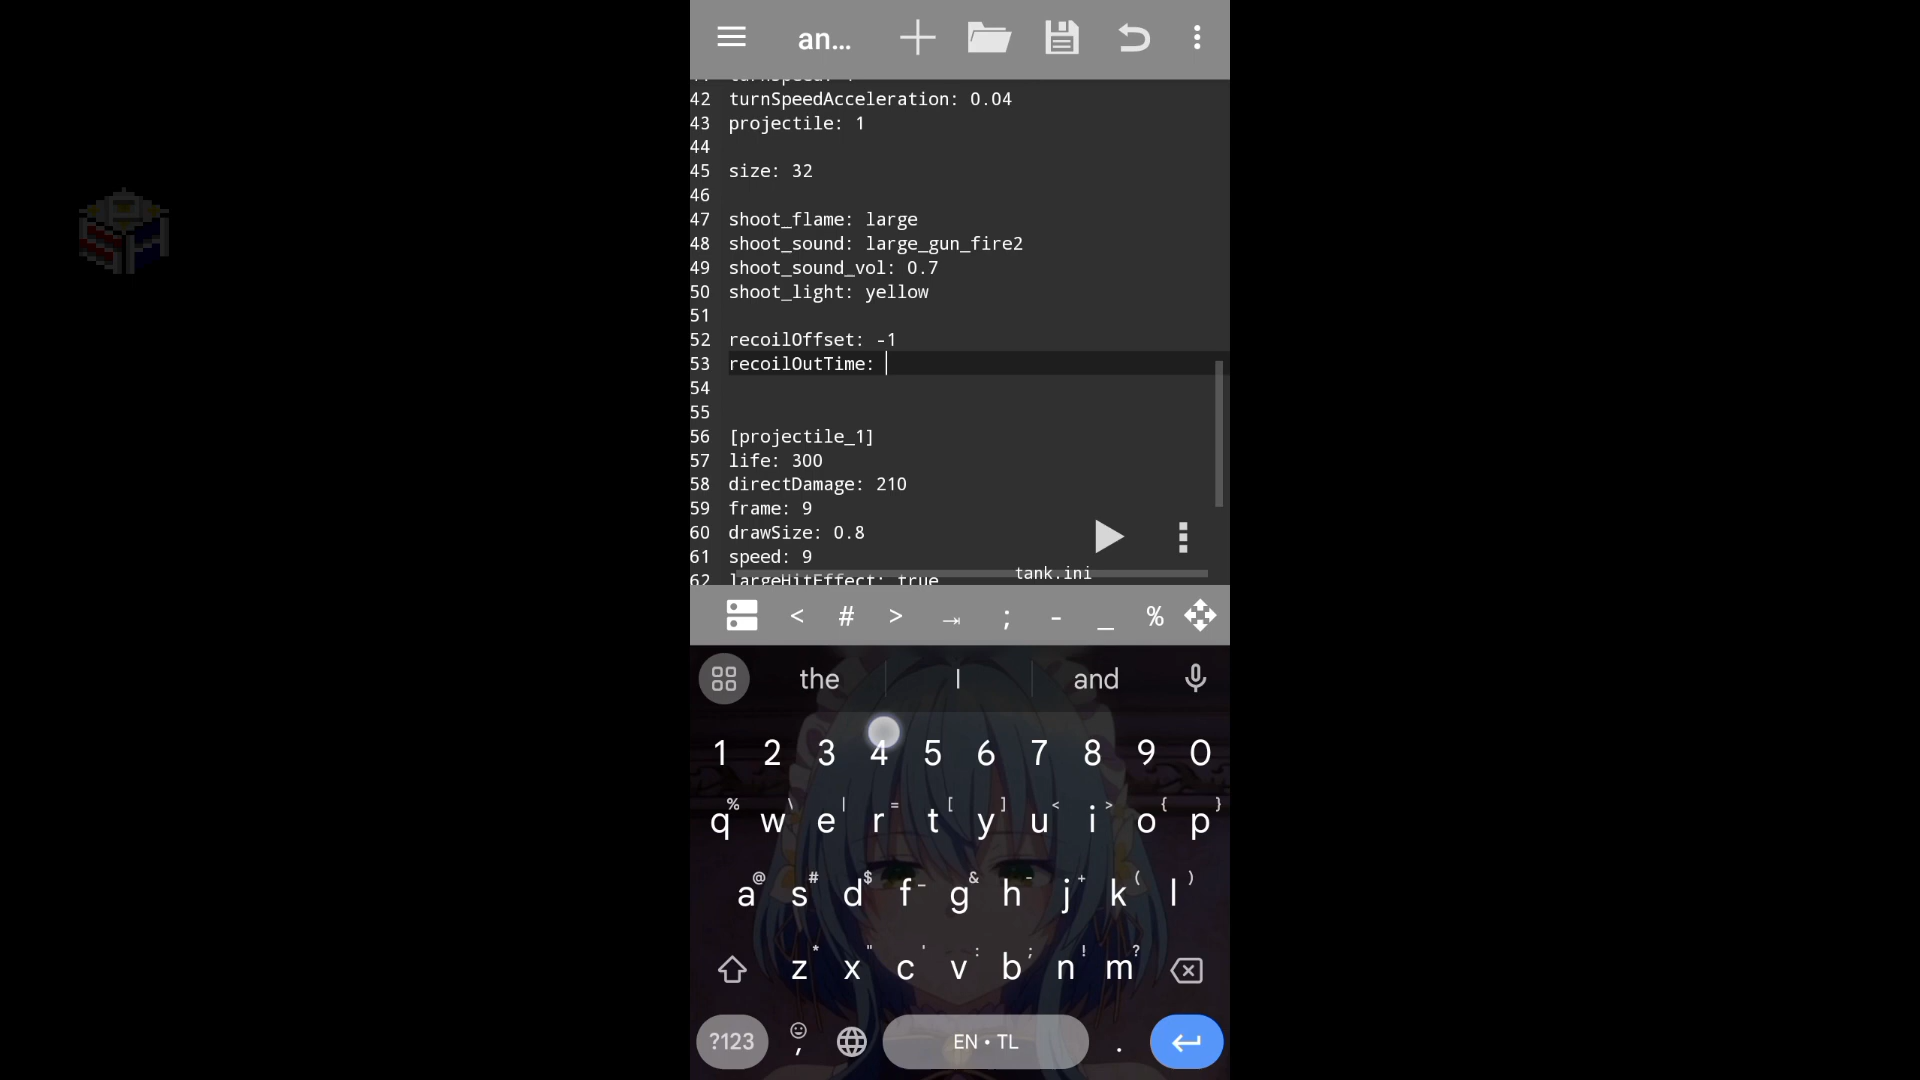 an...
42 turnSpeedAcceleration: 0.04
43 projectile: 1
44
45 size: 32
46
47 shoot_flame: large
48 shoot_sound: large_gun_fire2
49 shoot_sound_vol: 0.7
50 shoot_light: yellow
51
52 recoilOffset: -1
53 recoilOutTime:
54
55
56 [projectile_1]
57 life: 300
58 directDamage: 210
59 frame: 9
60 drawSize: 0.8
61 speed: 9
tank.ini
62 largeHitEffect: true
< # > ⇥ ; - _ %
the I and
1 2 3 4 5 6 7 8 9 0
% \ | = [ ] < > { }
q w e r t y u i o p
@ # $ _ & - + ( )
a s d f g h j k l
* " ' : ; ! ?
z x c v b n m
?123 , EN • TL .